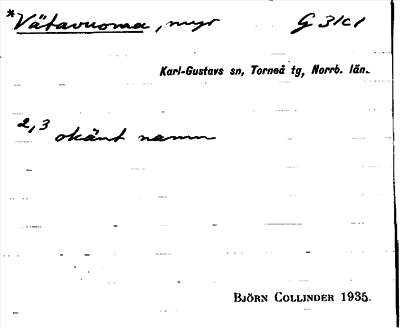 *Vätavuoma, myr G 31c1
Karl-Gustavs sn, Torneå tg, Norrb. län.
2,3 okänt namn
BJÖRN COLLINDER 1935.